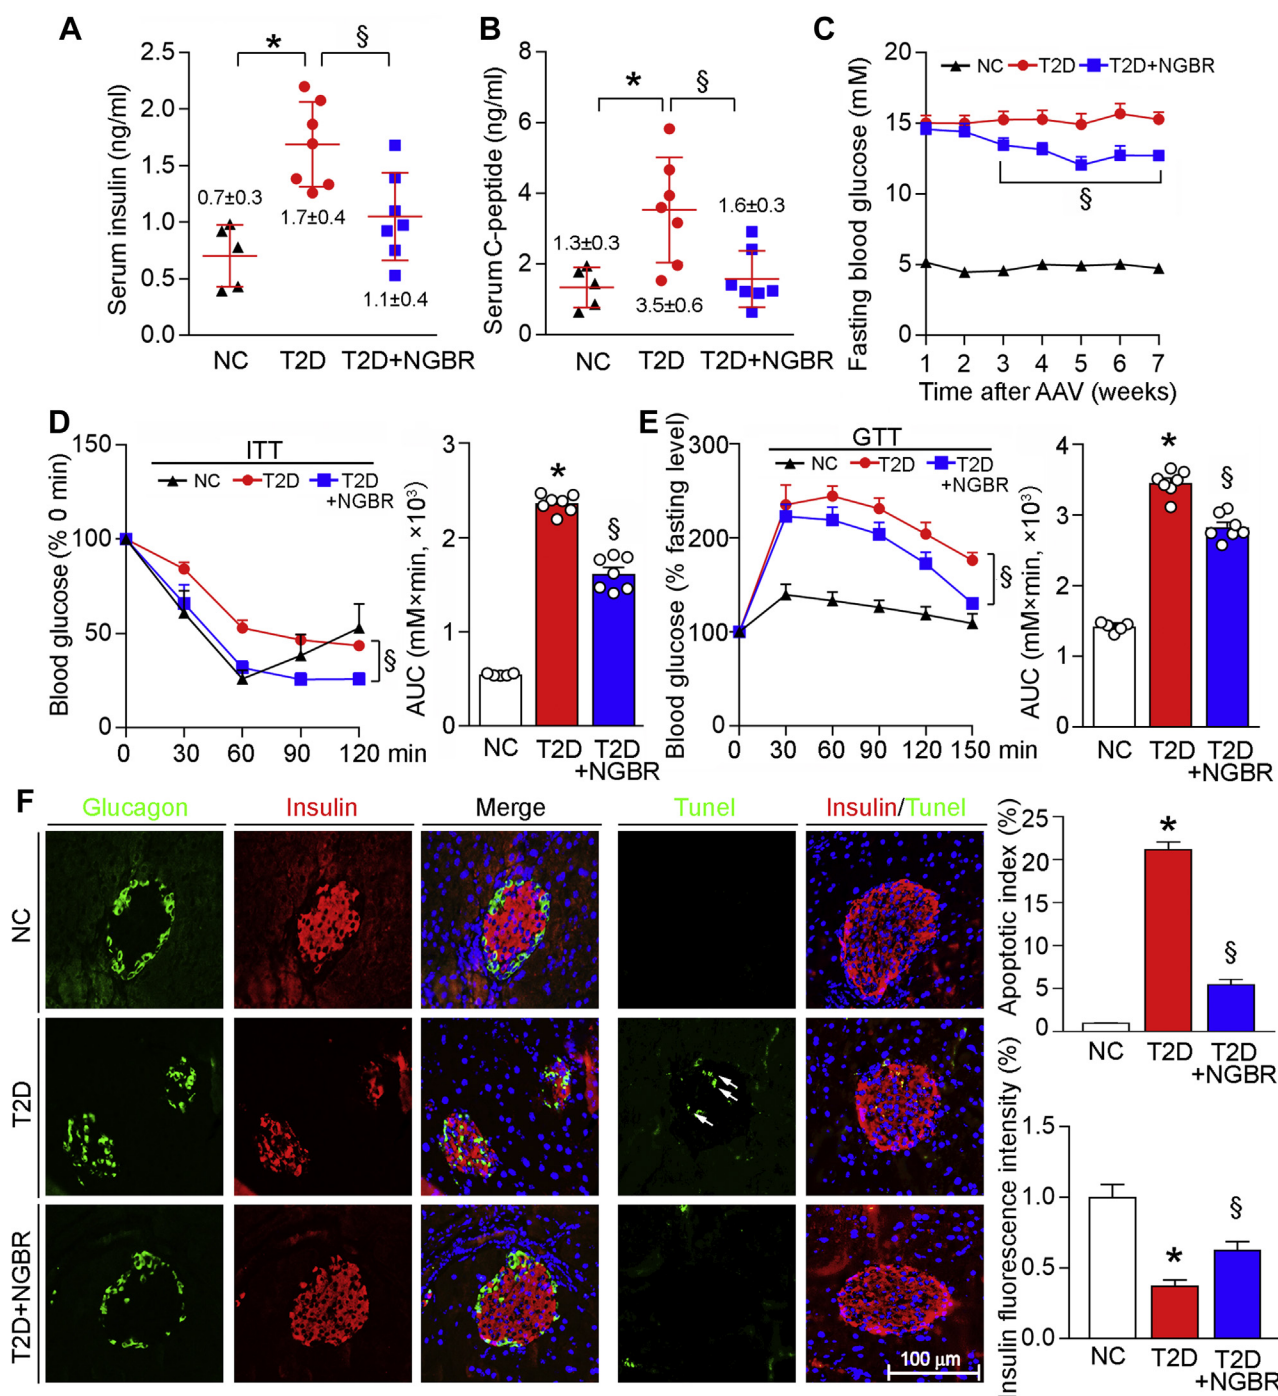 A
Serum insulin (ng/ml)
2.5
2.0
1.5
1.0
0.5
0.0
*
§
0.7±0.3
1.7±0.4
1.1±0.4
NC
T2D
T2D+NGBR
B
Serum C-peptide (ng/ml)
8
6
4
2
0
*
§
1.3±0.3
3.5±0.6
1.6±0.3
NC
T2D
T2D+NGBR
C
Fasting blood glucose (mM)
20
15
10
5
0
NC
T2D
T2D+NGBR
§
1 2 3 4 5 6 7
Time after AAV (weeks)
D
Blood glucose (% 0 min)
150
100
50
0
ITT
NC
T2D
T2D
+NGBR
§
0 30 60 90 120 min
AUC (mM×min, ×10³)
3
2
1
0
*
§
NC
T2D
T2D
+NGBR
E
Blood glucose (% fasting level)
300
200
100
0
GTT
NC
T2D
T2D
+NGBR
§
0 30 60 90 120 150 min
AUC (mM×min, ×10³)
4
3
2
1
0
*
§
NC
T2D
T2D
+NGBR
F
Glucagon
Insulin
Merge
Tunel
Insulin/Tunel
NC
T2D
T2D+NGBR
100 µm
Apoptotic index (%)
25
20
15
10
5
0
*
§
NC
T2D
T2D
+NGBR
Insulin fluorescence intensity (%)
1.5
1.0
0.5
0.0
*
§
NC
T2D
T2D
+NGBR